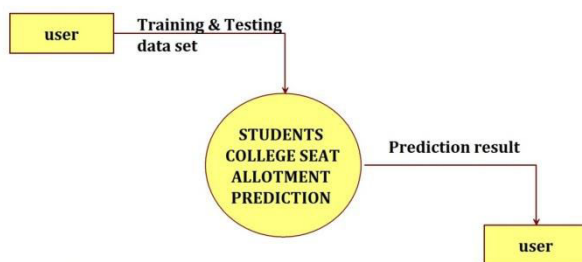 user
Training & Testing
data set
STUDENTS
COLLEGE SEAT
ALLOTMENT
PREDICTION
Prediction result
user